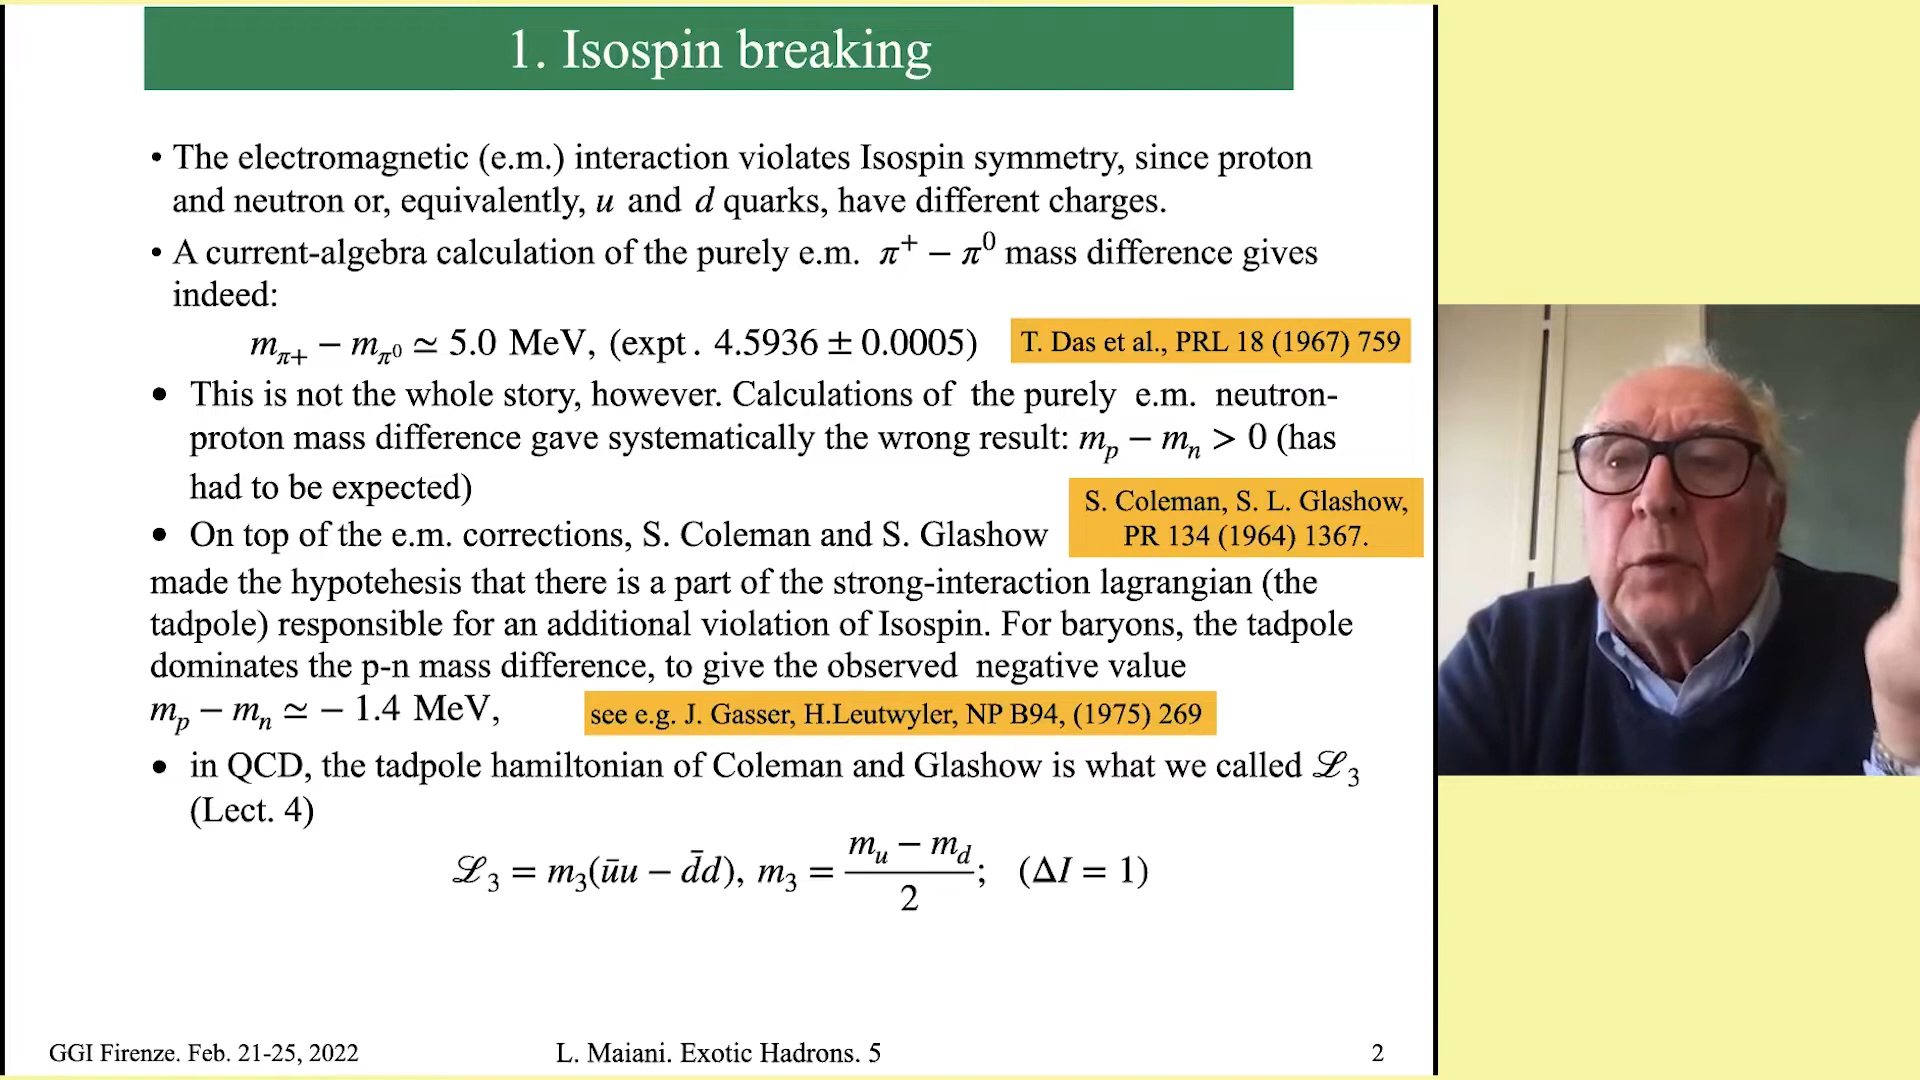 1. Isospin breaking
• The electromagnetic (e.m.) interaction violates Isospin symmetry, since proton
and neutron or, equivalently, u and d quarks, have different charges.
• A current-algebra calculation of the purely e.m. π⁺ − π⁰ mass difference gives
indeed:
m_π+ − m_π⁰ ≃ 5.0 MeV, (expt. 4.5936 ± 0.0005)
T. Das et al., PRL 18 (1967) 759
• This is not the whole story, however. Calculations of the purely e.m. neutron-
proton mass difference gave systematically the wrong result: m_p − m_n > 0 (has
had to be expected)
S. Coleman, S. L. Glashow,
PR 134 (1964) 1367.
• On top of the e.m. corrections, S. Coleman and S. Glashow
made the hypotehesis that there is a part of the strong-interaction lagrangian (the
tadpole) responsible for an additional violation of Isospin. For baryons, the tadpole
dominates the p-n mass difference, to give the observed negative value
m_p − m_n ≃ − 1.4 MeV,
see e.g. J. Gasser, H.Leutwyler, NP B94, (1975) 269
• in QCD, the tadpole hamiltonian of Coleman and Glashow is what we called ℒ₃
(Lect. 4)
ℒ₃ = m₃(ūu − d̄d), m₃ = (m_u − m_d)/2; (ΔI = 1)
GGI Firenze. Feb. 21-25, 2022
L. Maiani. Exotic Hadrons. 5
2